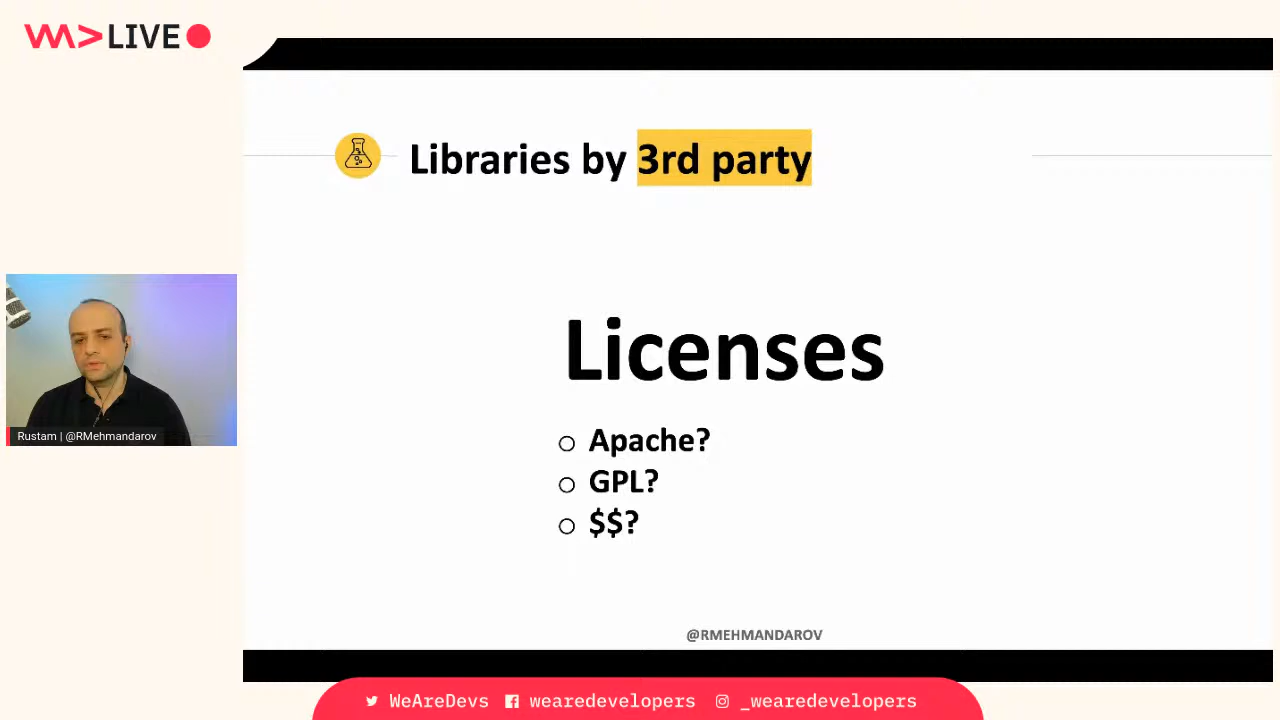 WA>LIVE
Libraries by 3rd party
Licenses
Apache?
GPL?
$$?
Rustam | @RMehmandarov
@RMEHMANDAROV
WeAreDevs wearedevelopers _wearedevelopers